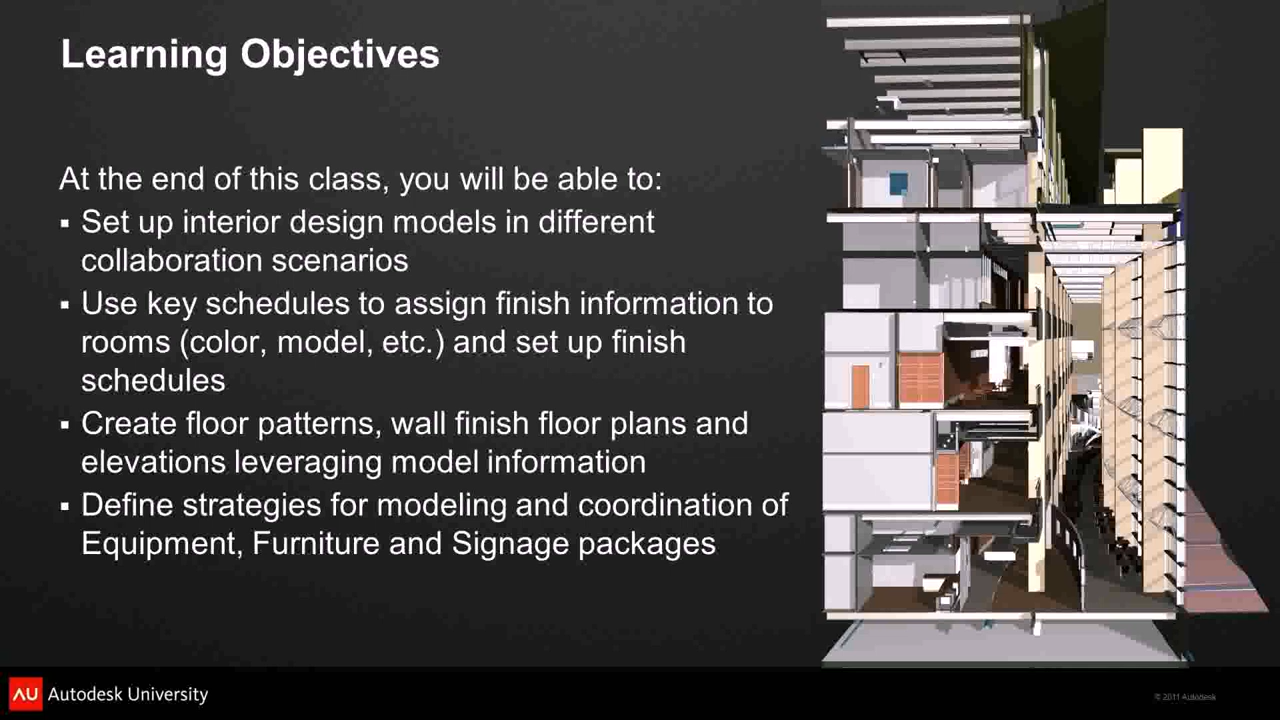 Learning Objectives
At the end of this class, you will be able to:
▪ Set up interior design models in different
collaboration scenarios
▪ Use key schedules to assign finish information to
rooms (color, model, etc.) and set up finish
schedules
▪ Create floor patterns, wall finish floor plans and
elevations leveraging model information
▪ Define strategies for modeling and coordination of
Equipment, Furniture and Signage packages
AU Autodesk University
© 2011 Autodesk